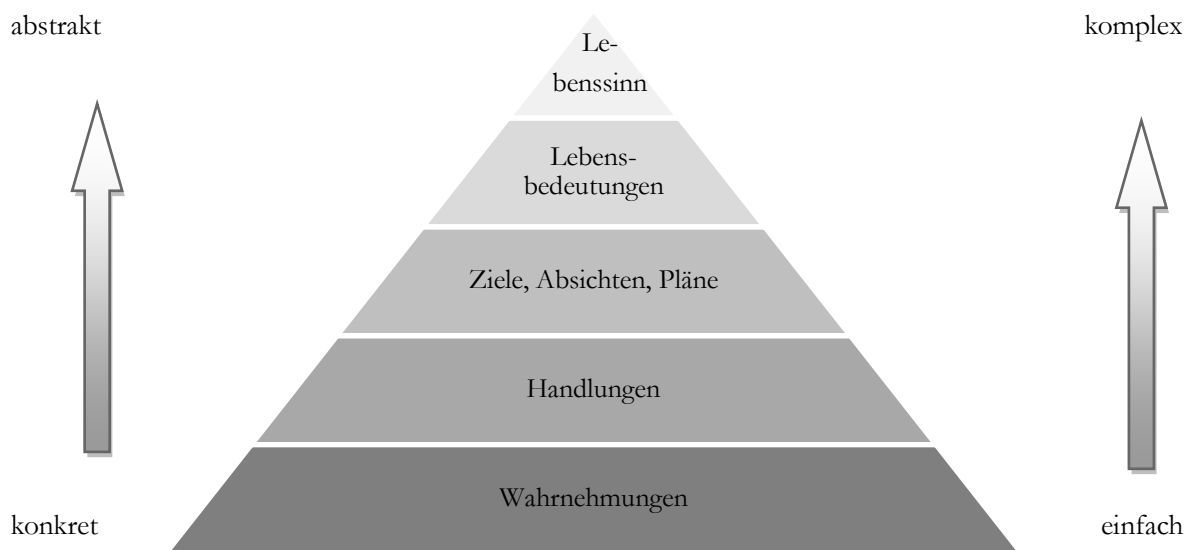 abstrakt
komplex
Le-
benssinn
Lebens-
bedeutungen
Ziele, Absichten, Pläne
Handlungen
Wahrnehmungen
konkret
einfach